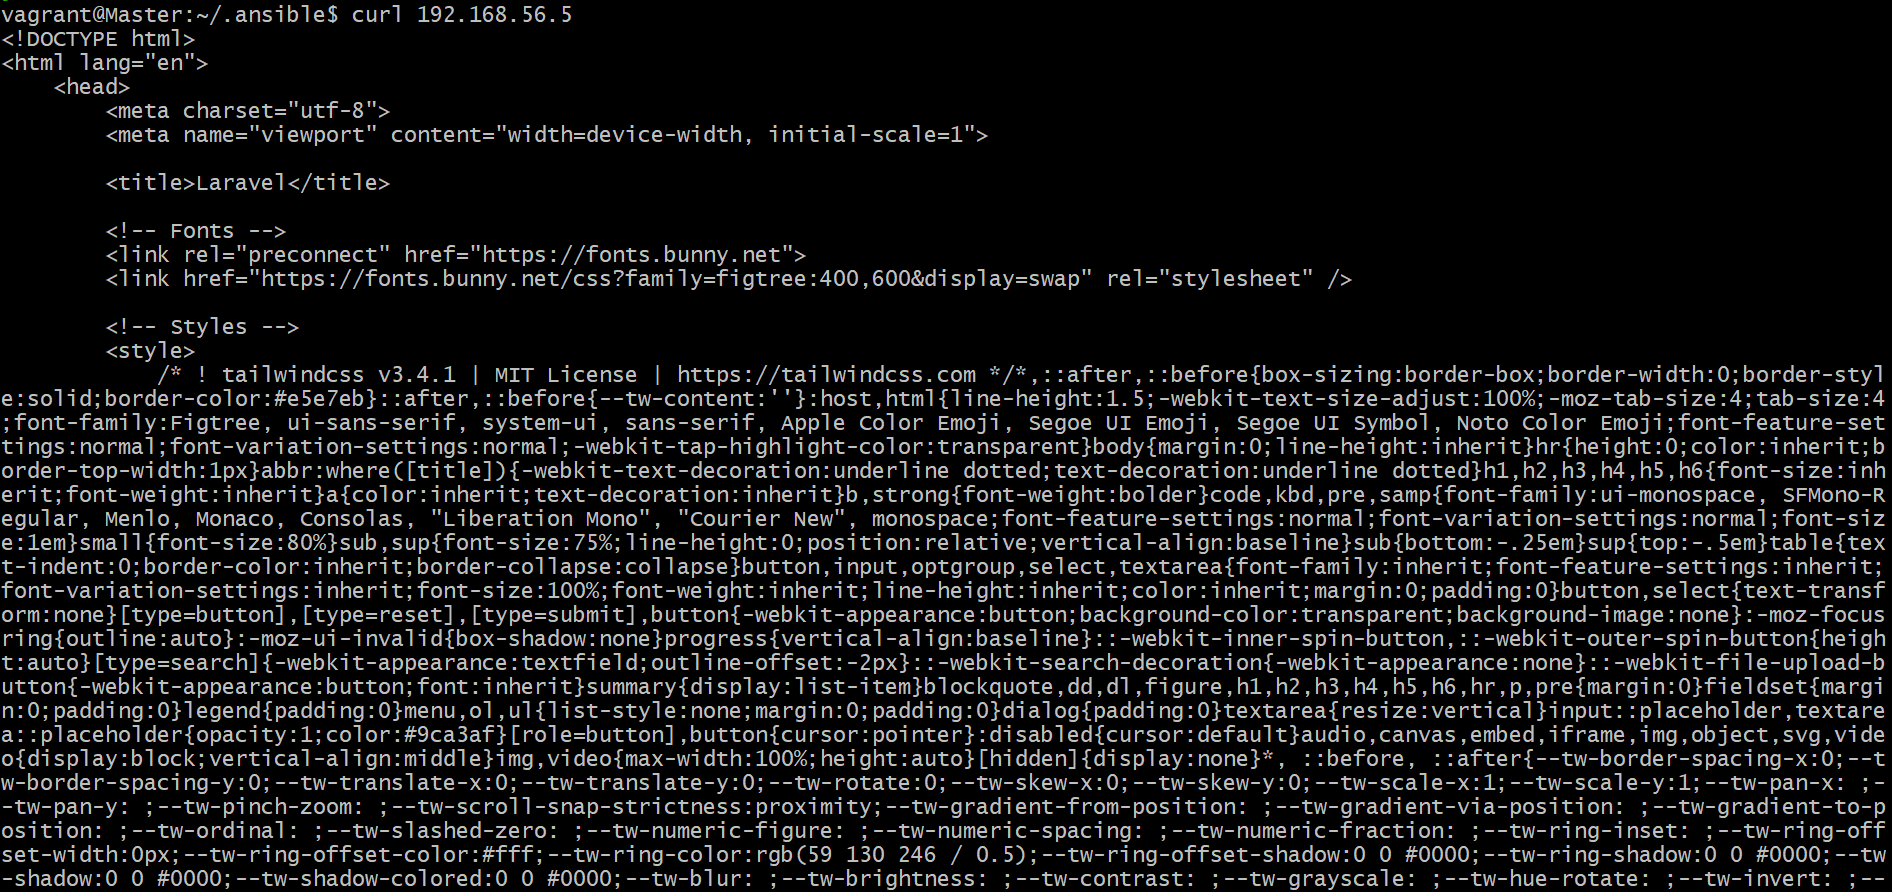 vagrant@Master:~/.ansible$ curl 192.168.56.5
<!DOCTYPE html>
<html lang="en">
    <head>
        <meta charset="utf-8">
        <meta name="viewport" content="width=device-width, initial-scale=1">

        <title>Laravel</title>

        <!-- Fonts -->
        <link rel="preconnect" href="https://fonts.bunny.net">
        <link href="https://fonts.bunny.net/css?family=figtree:400,600&display=swap" rel="stylesheet" />

        <!-- Styles -->
        <style>
            /* ! tailwindcss v3.4.1 | MIT License | https://tailwindcss.com */*,::after,::before{box-sizing:border-box;border-width:0;border-styl
e:solid;border-color:#e5e7eb}::after,::before{--tw-content:''}:host,html{line-height:1.5;-webkit-text-size-adjust:100%;-moz-tab-size:4;tab-size:4
;font-family:Figtree, ui-sans-serif, system-ui, sans-serif, Apple Color Emoji, Segoe UI Emoji, Segoe UI Symbol, Noto Color Emoji;font-feature-set
tings:normal;font-variation-settings:normal;-webkit-tap-highlight-color:transparent}body{margin:0;line-height:inherit}hr{height:0;color:inherit;b
order-top-width:1px}abbr:where([title]){-webkit-text-decoration:underline dotted;text-decoration:underline dotted}h1,h2,h3,h4,h5,h6{font-size:inh
erit;font-weight:inherit}a{color:inherit;text-decoration:inherit}b,strong{font-weight:bolder}code,kbd,pre,samp{font-family:ui-monospace, SFMono-R
egular, Menlo, Monaco, Consolas, "Liberation Mono", "Courier New", monospace;font-feature-settings:normal;font-variation-settings:normal;font-siz
e:1em}small{font-size:80%}sub,sup{font-size:75%;line-height:0;position:relative;vertical-align:baseline}sub{bottom:-.25em}sup{top:-.5em}table{tex
t-indent:0;border-color:inherit;border-collapse:collapse}button,input,optgroup,select,textarea{font-family:inherit;font-feature-settings:inherit;
font-variation-settings:inherit;font-size:100%;font-weight:inherit;line-height:inherit;color:inherit;margin:0;padding:0}button,select{text-transf
orm:none}[type=button],[type=reset],[type=submit],button{-webkit-appearance:button;background-color:transparent;background-image:none}:-moz-focus
ring{outline:auto}:-moz-ui-invalid{box-shadow:none}progress{vertical-align:baseline}::-webkit-inner-spin-button,::-webkit-outer-spin-button{heigh
t:auto}[type=search]{-webkit-appearance:textfield;outline-offset:-2px}::-webkit-search-decoration{-webkit-appearance:none}::-webkit-file-upload-b
utton{-webkit-appearance:button;font:inherit}summary{display:list-item}blockquote,dd,dl,figure,h1,h2,h3,h4,h5,h6,hr,p,pre{margin:0}fieldset{margi
n:0;padding:0}legend{padding:0}menu,ol,ul{list-style:none;margin:0;padding:0}dialog{padding:0}textarea{resize:vertical}input::placeholder,textare
a::placeholder{opacity:1;color:#9ca3af}[role=button],button{cursor:pointer}:disabled{cursor:default}audio,canvas,embed,iframe,img,object,svg,vide
o{display:block;vertical-align:middle}img,video{max-width:100%;height:auto}[hidden]{display:none}*, ::before, ::after{--tw-border-spacing-x:0;--t
w-border-spacing-y:0;--tw-translate-x:0;--tw-translate-y:0;--tw-rotate:0;--tw-skew-x:0;--tw-skew-y:0;--tw-scale-x:1;--tw-scale-y:1;--tw-pan-x: ;-
-tw-pan-y: ;--tw-pinch-zoom: ;--tw-scroll-snap-strictness:proximity;--tw-gradient-from-position: ;--tw-gradient-via-position: ;--tw-gradient-to-p
osition: ;--tw-ordinal: ;--tw-slashed-zero: ;--tw-numeric-figure: ;--tw-numeric-spacing: ;--tw-numeric-fraction: ;--tw-ring-inset: ;--tw-ring-off
set-width:0px;--tw-ring-offset-color:#fff;--tw-ring-color:rgb(59 130 246 / 0.5);--tw-ring-offset-shadow:0 0 #0000;--tw-ring-shadow:0 0 #0000;--tw
-shadow:0 0 #0000;--tw-shadow-colored:0 0 #0000;--tw-blur: ;--tw-brightness: ;--tw-contrast: ;--tw-grayscale: ;--tw-hue-rotate: ;--tw-invert: ;--